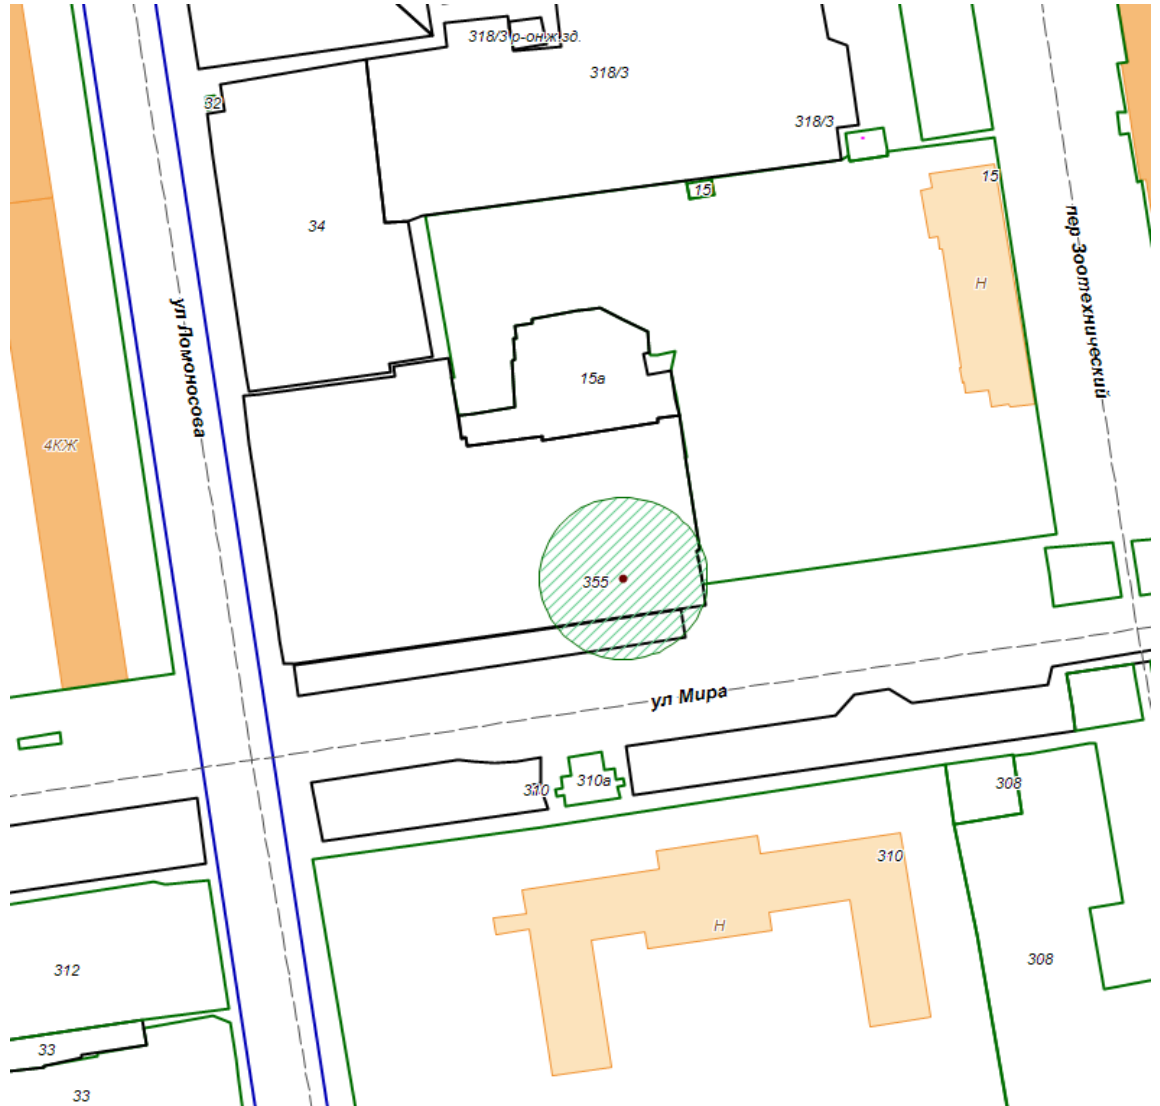 318/3 р-он ж.зд.
318/3
32
318/3
15
15
34
Н
пер Зоотехнический
ул Ломоносова
15а
4КЖ
355
ул Мира
310а
310
308
310
Н
312
308
33
33